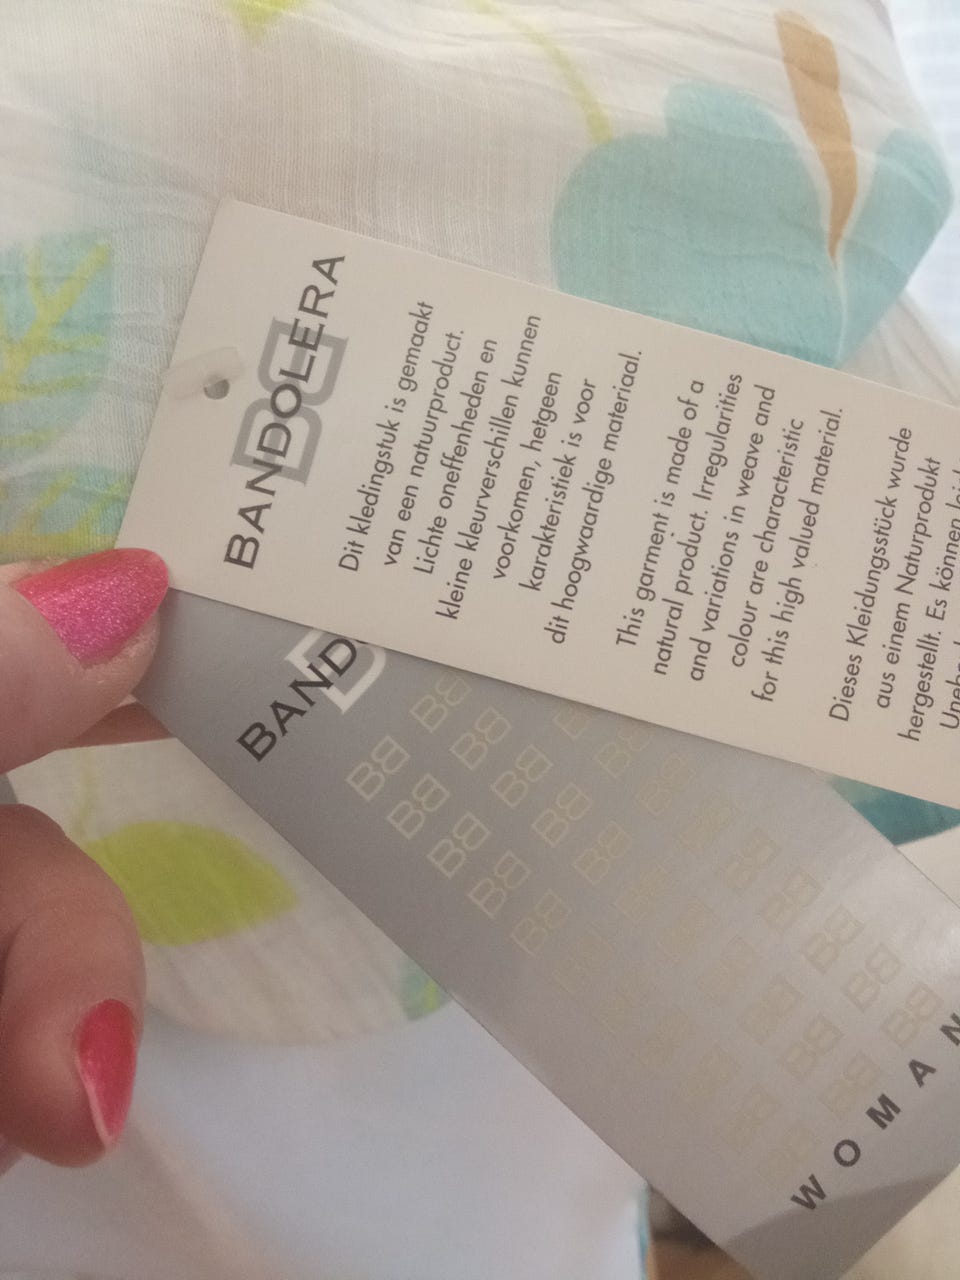 BANDOLERA
Dit kledingstuk is gemaakt
van een natuurproduct.
Lichte oneffenheden en
kleine kleurverschillen kunnen
voorkomen, hetgeen
karakteristiek is voor
dit hoogwaardige materiaal.
This garment is made of a
natural product. Irregularities
and variations in weave and
colour are characteristic
for this high valued material.
Dieses Kleidungsstück wurde
aus einem Naturprodukt
hergestellt. Es können
BAND
WOMAN